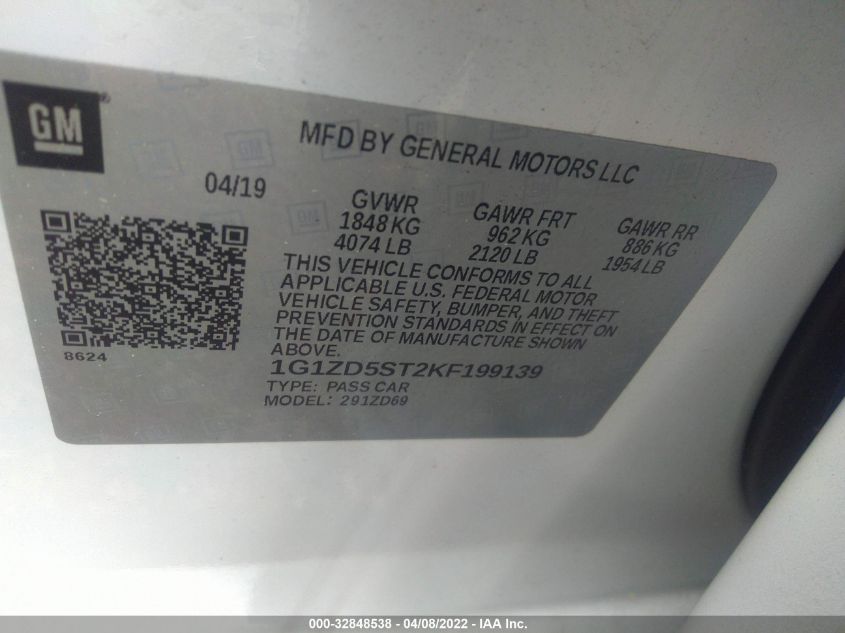 GM
®
MFD BY GENERAL MOTORS LLC
04/19
GVWR GAWR FRT GAWR RR
1848 KG 962 KG 886 KG
4074 LB 2120 LB 1954 LB
THIS VEHICLE CONFORMS TO ALL
APPLICABLE U.S. FEDERAL MOTOR
VEHICLE SAFETY, BUMPER, AND THEFT
PREVENTION STANDARDS IN EFFECT ON
THE DATE OF MANUFACTURE SHOWN
ABOVE.
8624
1G1ZD5ST2KF199139
TYPE: PASS CAR
MODEL: 291ZD69
000-32848538 - 04/08/2022 - IAA Inc.